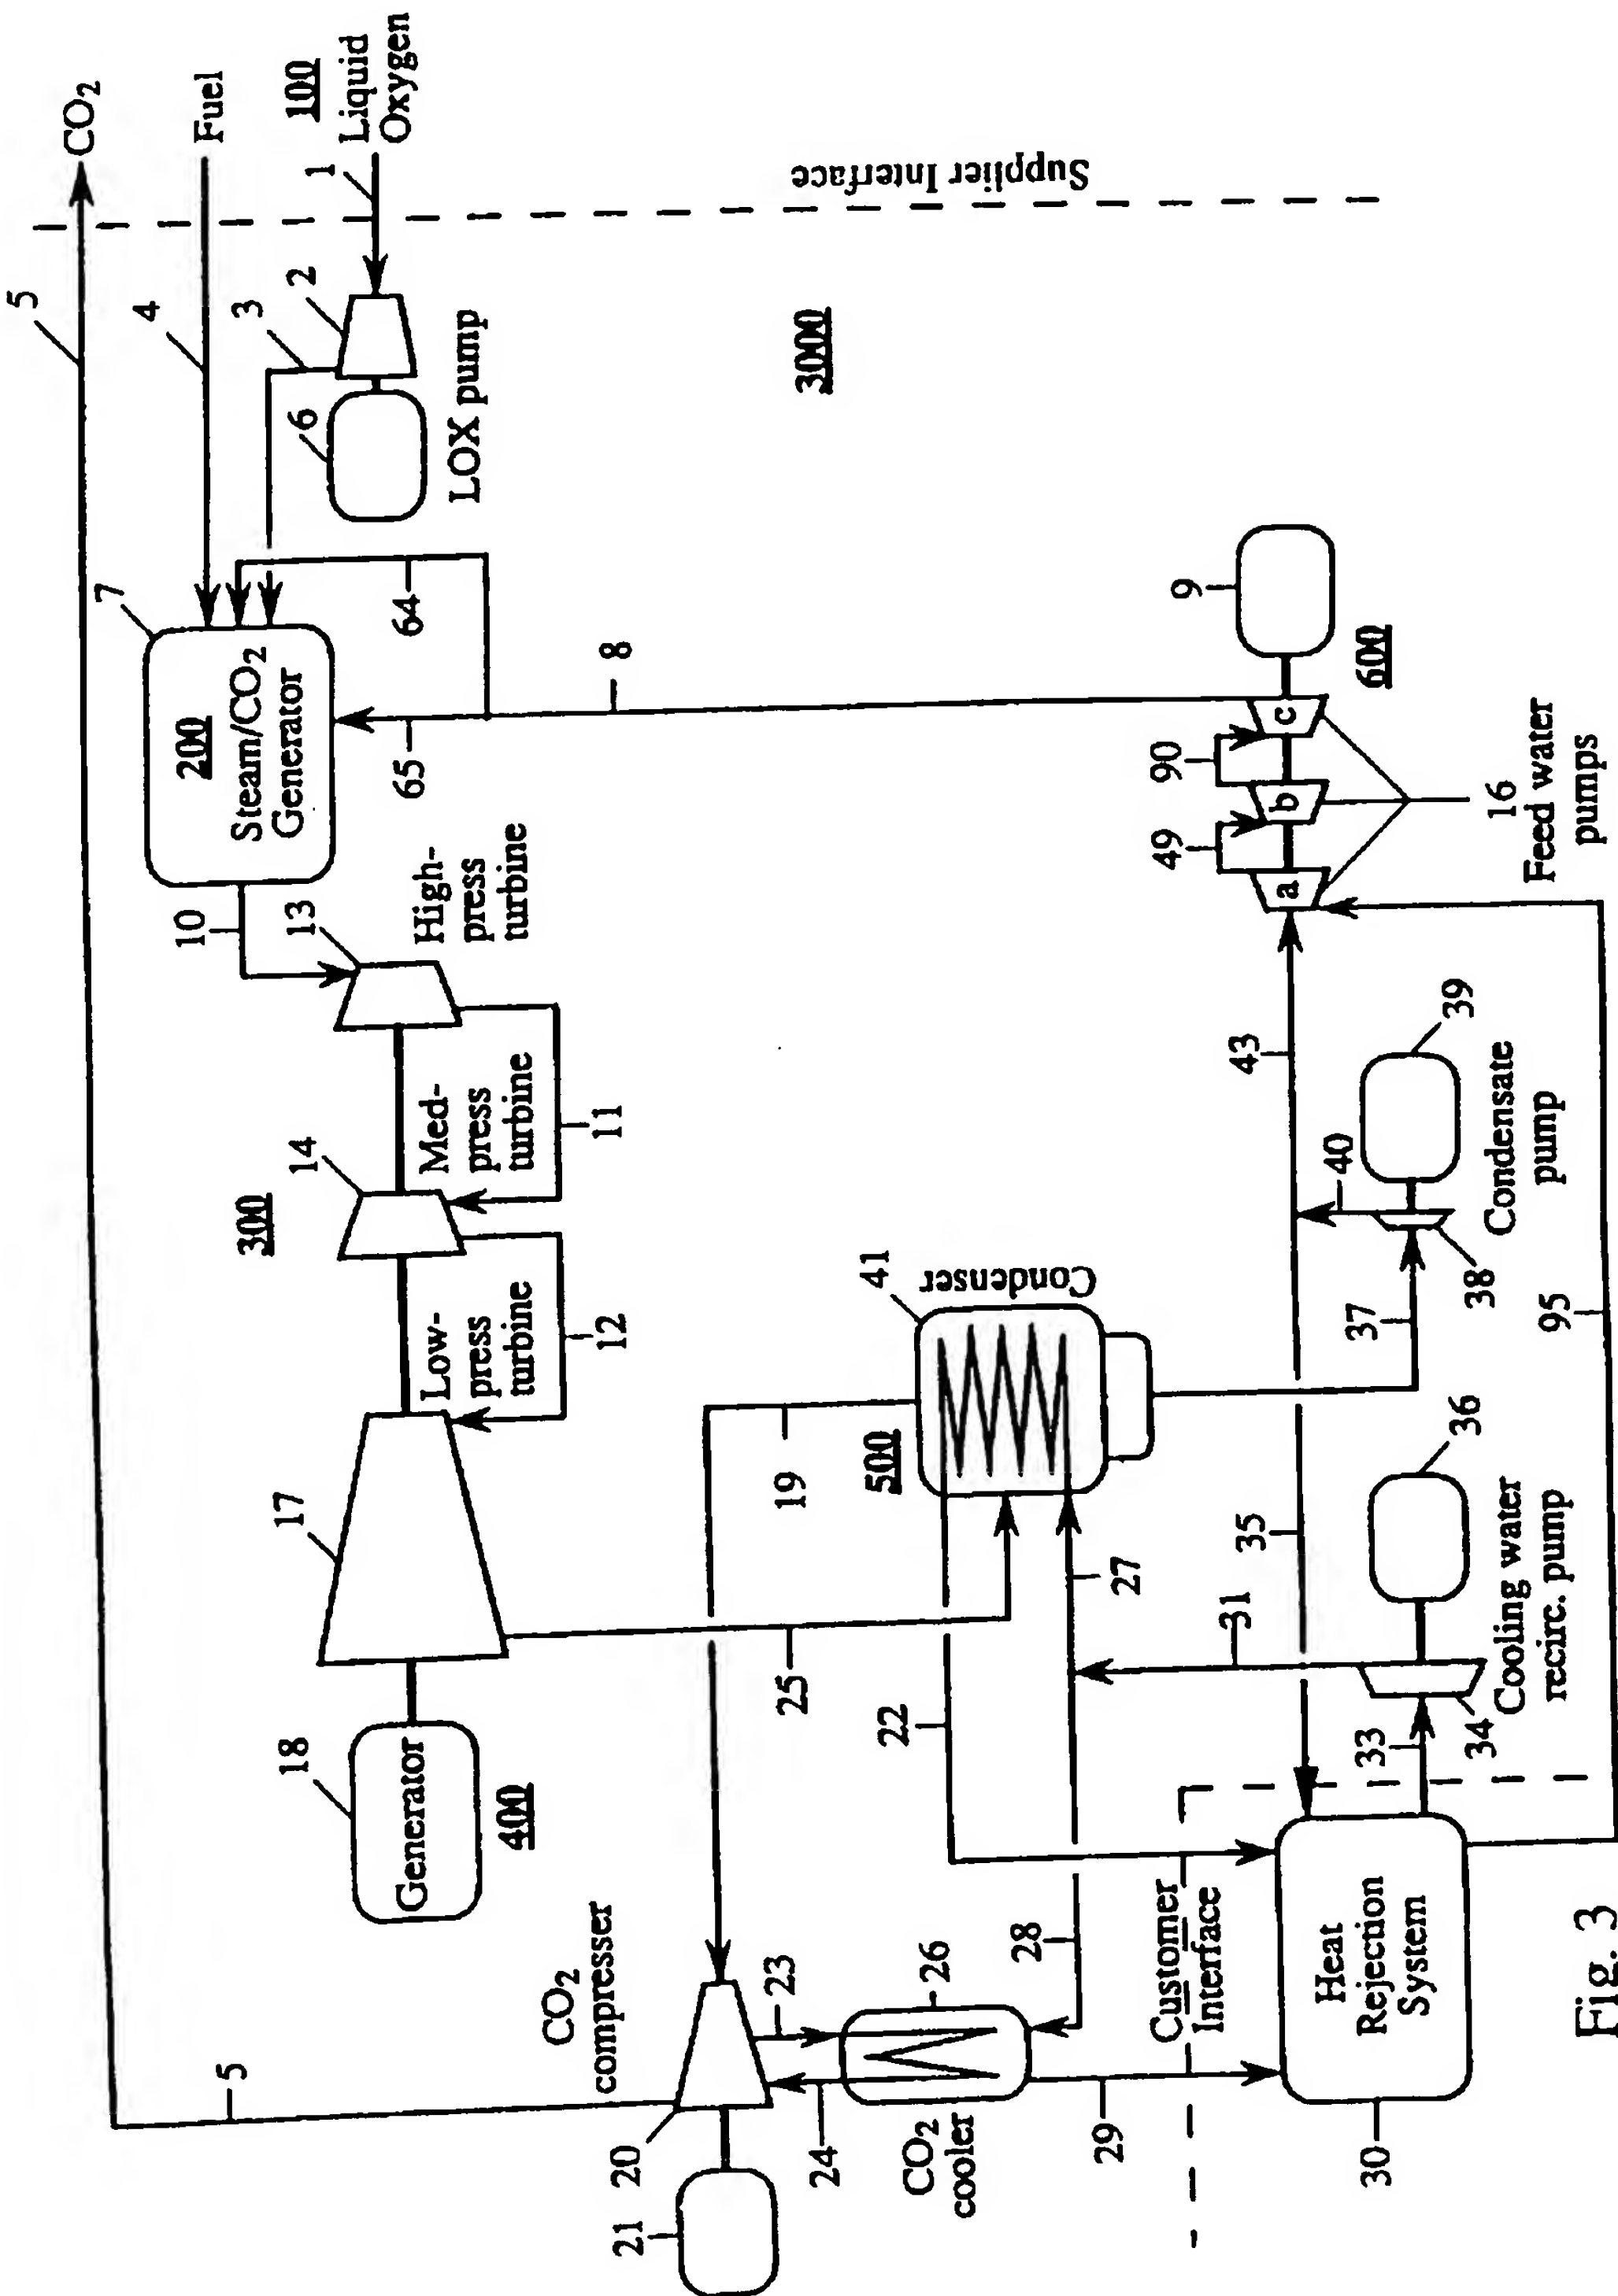 CO2
Fuel
100
Liquid
Oxygen
1
Supplier Interface
5
4
3
2
6
LOX pump
3000
7
200
Steam/CO2
Generator
64
65
8
9
600
c
b
a
90
49
16
Feed water
pumps
10
13
High-
press
turbine
11
14
Med-
press
turbine
12
300
Low-
press
turbine
17
18
Generator
400
43
39
40
Condensate
pump
38
37
95
41
Condenser
500
19
25
22
27
35
36
31
Cooling water
recirc. pump
34
33
5
CO2
compresser
20
21
23
24
26
CO2
cooler
28
29
Customer
Interface
Heat
Rejection
System
30
Fig. 3